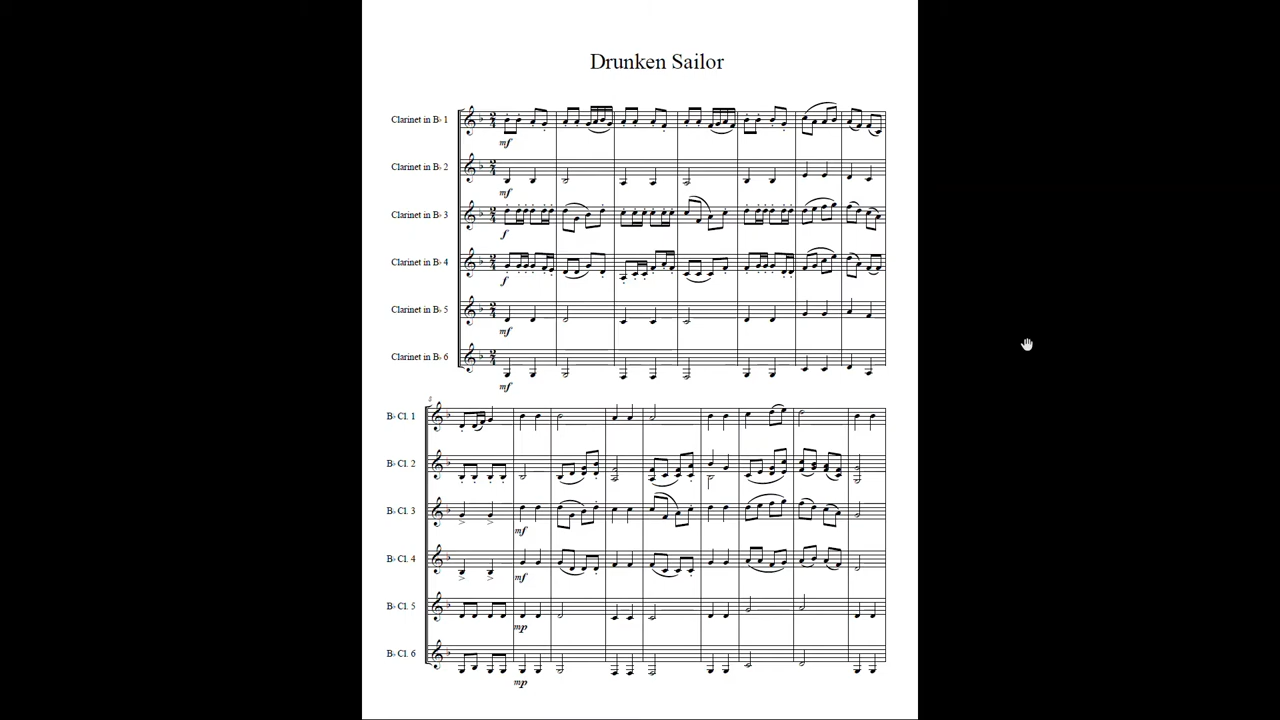 Drunken Sailor
Clarinet in B♭ 1
mf
Clarinet in B♭ 2
mf
Clarinet in B♭ 3
f
Clarinet in B♭ 4
f
Clarinet in B♭ 5
mf
Clarinet in B♭ 6
mf
8
B♭ Cl. 1
B♭ Cl. 2
B♭ Cl. 3
mf
B♭ Cl. 4
mf
B♭ Cl. 5
mp
B♭ Cl. 6
mp